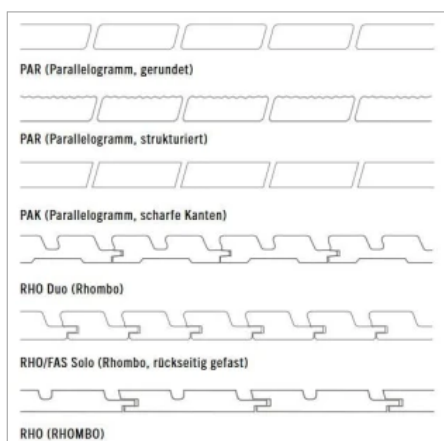 PAR (Parallelogramm, gerundet)
PAR (Parallelogramm, strukturiert)
PAK (Parallelogramm, scharfe Kanten)
RHO Duo (Rhombo)
RHO/FAS Solo (Rhombo, rückseitig gefast)
RHO (RHOMBO)